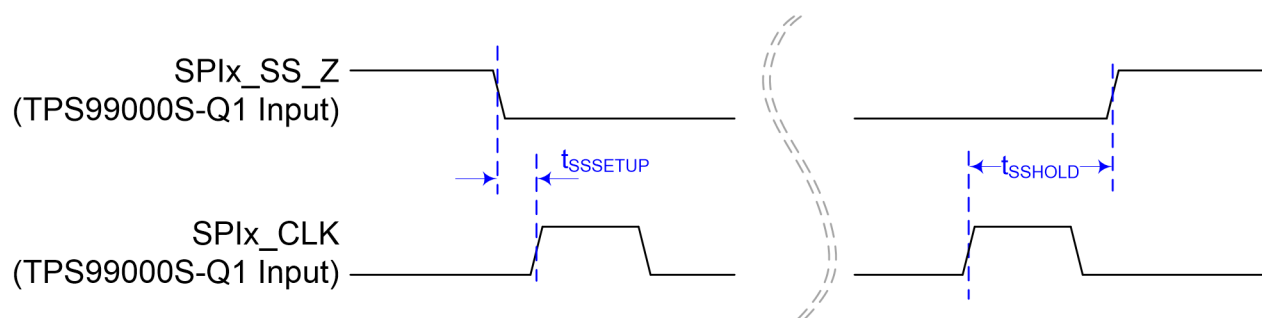 SPIx_SS_Z
(TPS99000S-Q1 Input)
tSSSETUP
tSSHOLD
SPIx_CLK
(TPS99000S-Q1 Input)